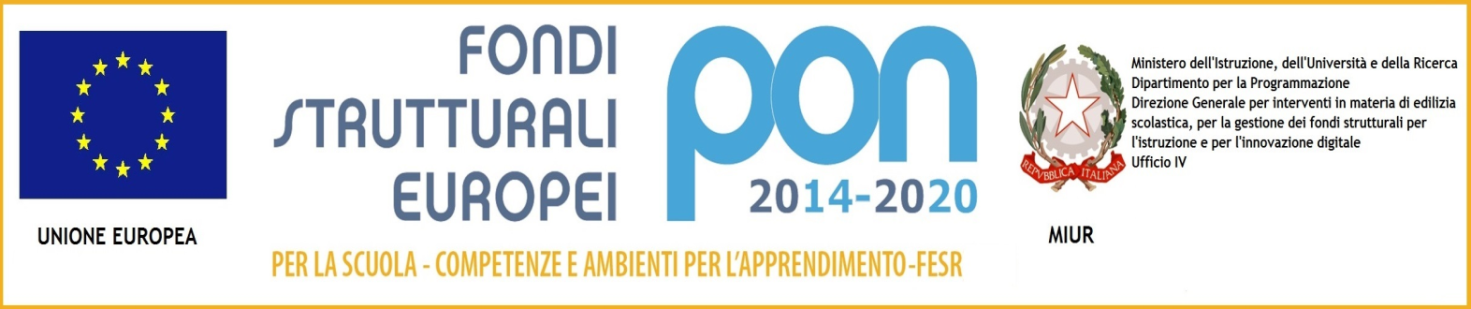 UNIONE EUROPEA
FONDI
STRUTTURALI
EUROPEI
pon
2014-2020
PER LA SCUOLA - COMPETENZE E AMBIENTI PER L'APPRENDIMENTO-FESR
REPVBBLICA ITALIANA
MIUR
Ministero dell'Istruzione, dell'Università e della Ricerca
Dipartimento per la Programmazione
Direzione Generale per interventi in materia di edilizia
scolastica, per la gestione dei fondi strutturali per
l'istruzione e per l'innovazione digitale
Ufficio IV